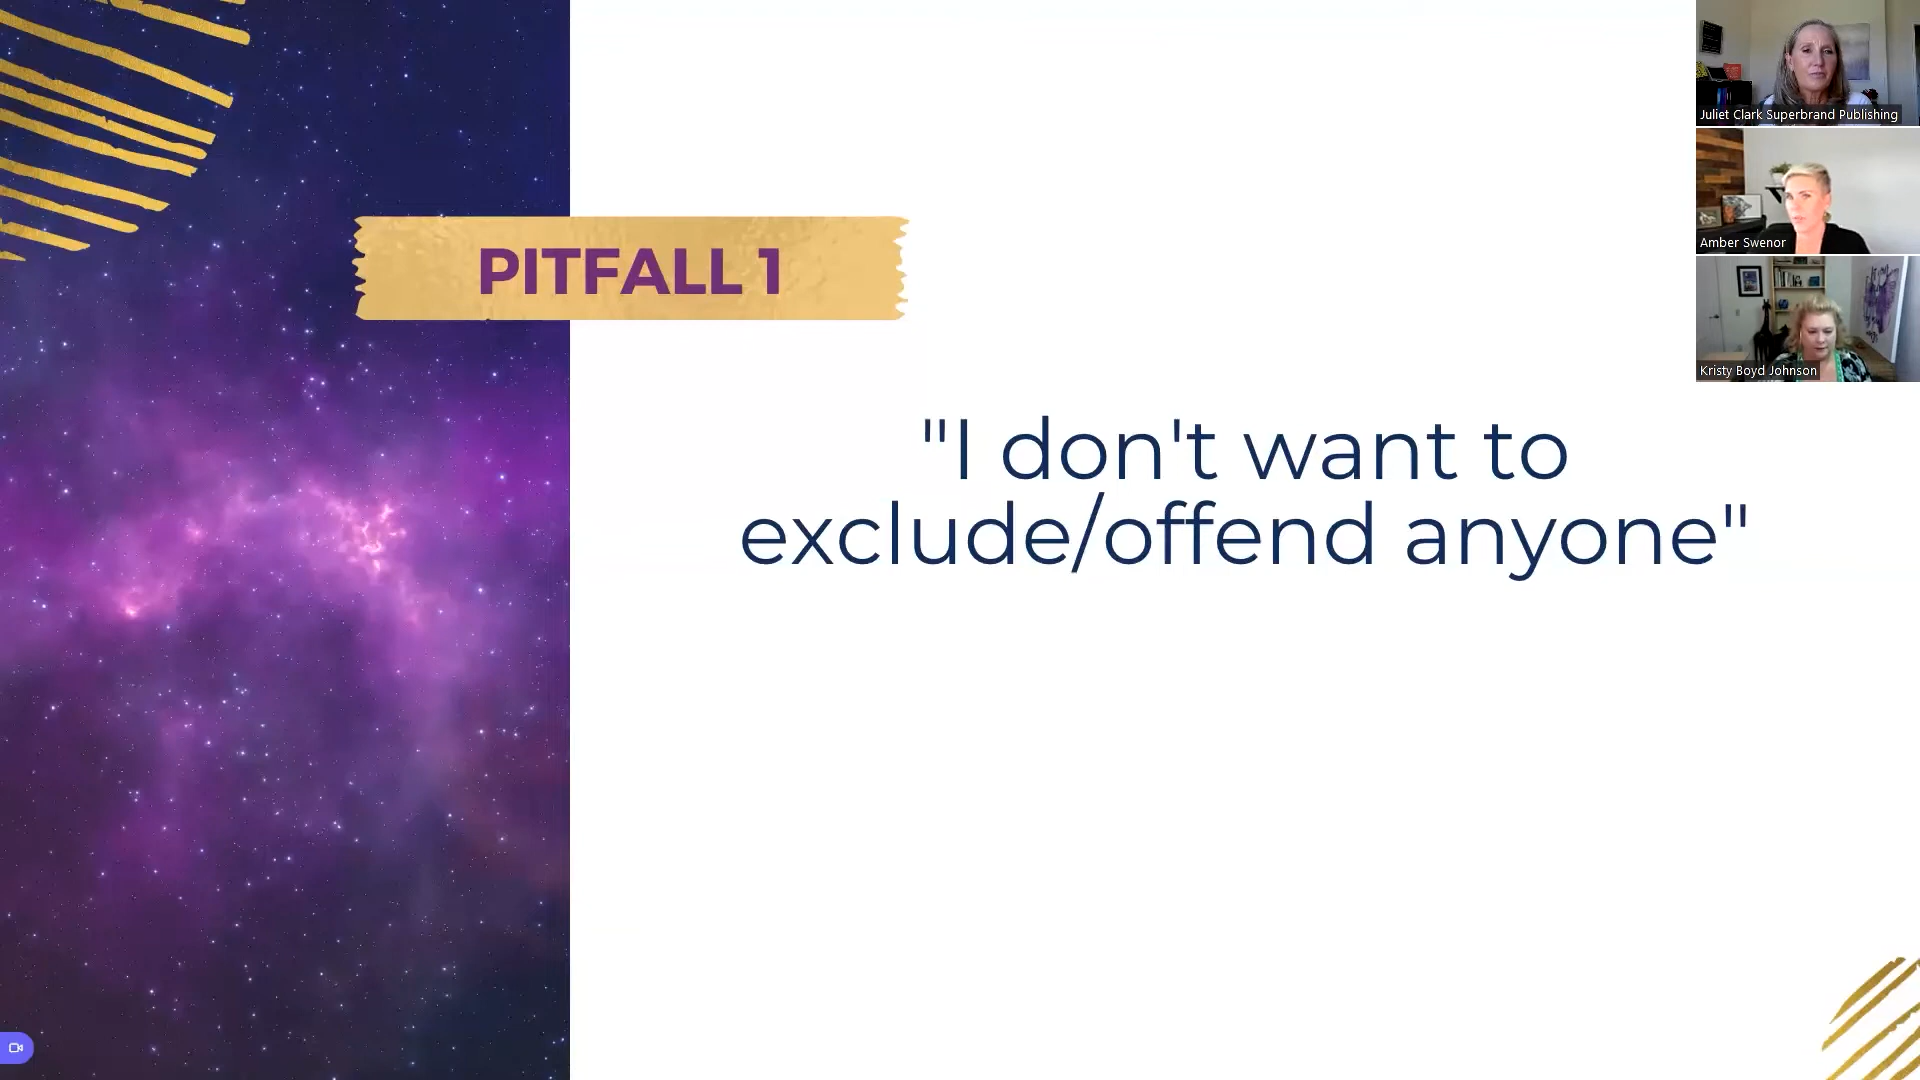 PITFALL 1
"I don't want to
exclude/offend anyone"
Juliet Clark Superbrand Publishing
Amber Swenor
Kristy Boyd Johnson